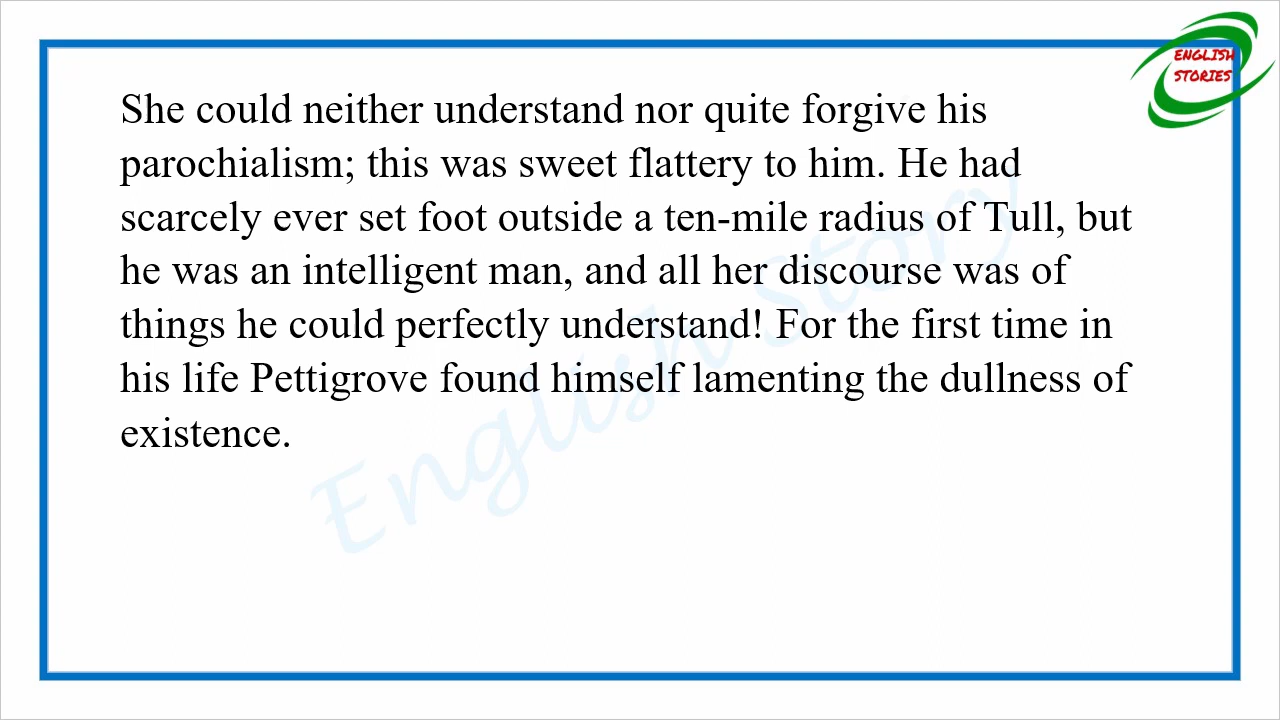 ENGLISH
STORIES
She could neither understand nor quite forgive his
parochialism; this was sweet flattery to him. He had
scarcely ever set foot outside a ten-mile radius of Tull, but
he was an intelligent man, and all her discourse was of
things he could perfectly understand! For the first time in
his life Pettigrove found himself lamenting the dullness of
existence.
English Story